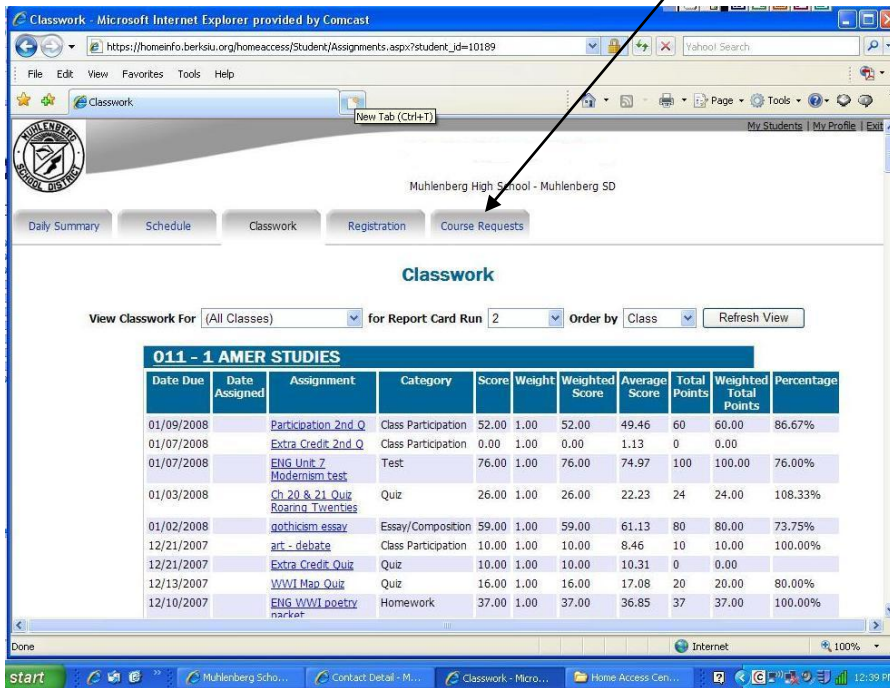 Classwork - Microsoft Internet Explorer provided by Comcast
https://homeinfo.berksiu.org/homeaccess/Student/Assignments.aspx?student_id=10189
Yahoo! Search
File Edit View Favorites Tools Help
Classwork
Page Tools
New Tab (Ctrl+T)
My Students | My Profile | Exit
MUHLENBERG
SCHOOL DISTRICT
Muhlenberg High School - Muhlenberg SD
Daily Summary Schedule Classwork Registration Course Requests
Classwork
View Classwork For (All Classes) for Report Card Run 2 Order by Class Refresh View
011 - 1 AMER STUDIES
Date Due Date Assigned Assignment Category Score Weight Weighted Score Average Score Total Points Weighted Total Points Percentage
01/09/2008 Participation 2nd Q Class Participation 52.00 1.00 52.00 49.46 60 60.00 86.67%
01/07/2008 Extra Credit 2nd Q Class Participation 0.00 1.00 0.00 1.13 0 0.00
01/07/2008 ENG Unit 7 Modernism test Test 76.00 1.00 76.00 74.97 100 100.00 76.00%
01/03/2008 Ch 20 & 21 Quiz Roaring Twenties Quiz 26.00 1.00 26.00 22.23 24 24.00 108.33%
01/02/2008 gothicism essay Essay/Composition 59.00 1.00 59.00 61.13 80 80.00 73.75%
12/21/2007 art - debate Class Participation 10.00 1.00 10.00 8.46 10 10.00 100.00%
12/21/2007 Extra Credit Quiz Quiz 10.00 1.00 10.00 10.31 0 0.00
12/13/2007 WWI Map Quiz Quiz 16.00 1.00 16.00 17.08 20 20.00 80.00%
12/10/2007 ENG WWI poetry packet Homework 37.00 1.00 37.00 36.85 37 37.00 100.00%
Done Internet 100%
start Muhlenberg Scho... Contact Detail - M... Classwork - Micro... Home Access Cen... 12:39 PM